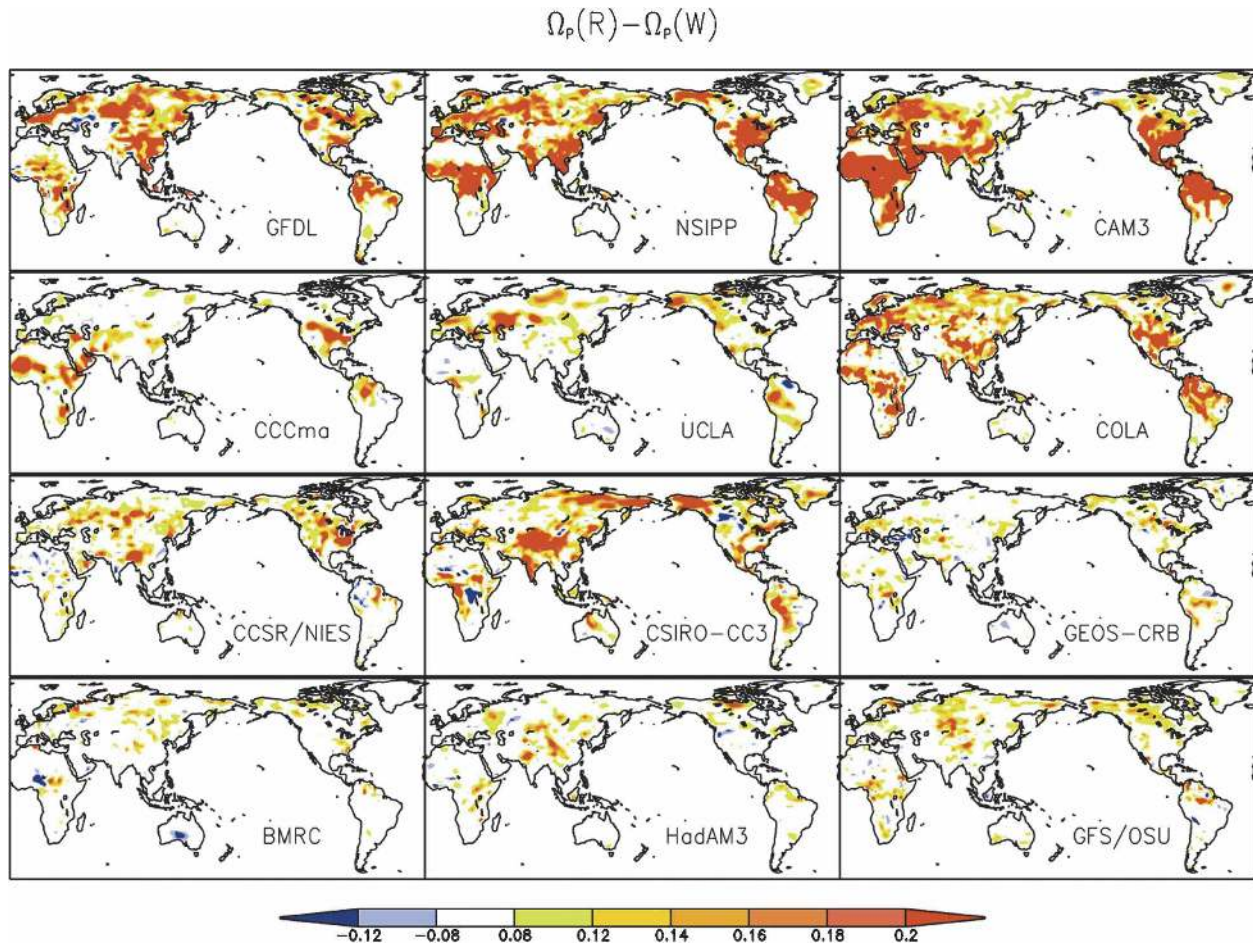 Ωₚ(R)−Ωₚ(W)
GFDL
NSIPP
CAM3
CCCma
UCLA
COLA
CCSR/NIES
CSIRO−CC3
GEOS−CRB
BMRC
HadAM3
GFS/OSU
−0.12 −0.08 0.08 0.12 0.14 0.16 0.18 0.2